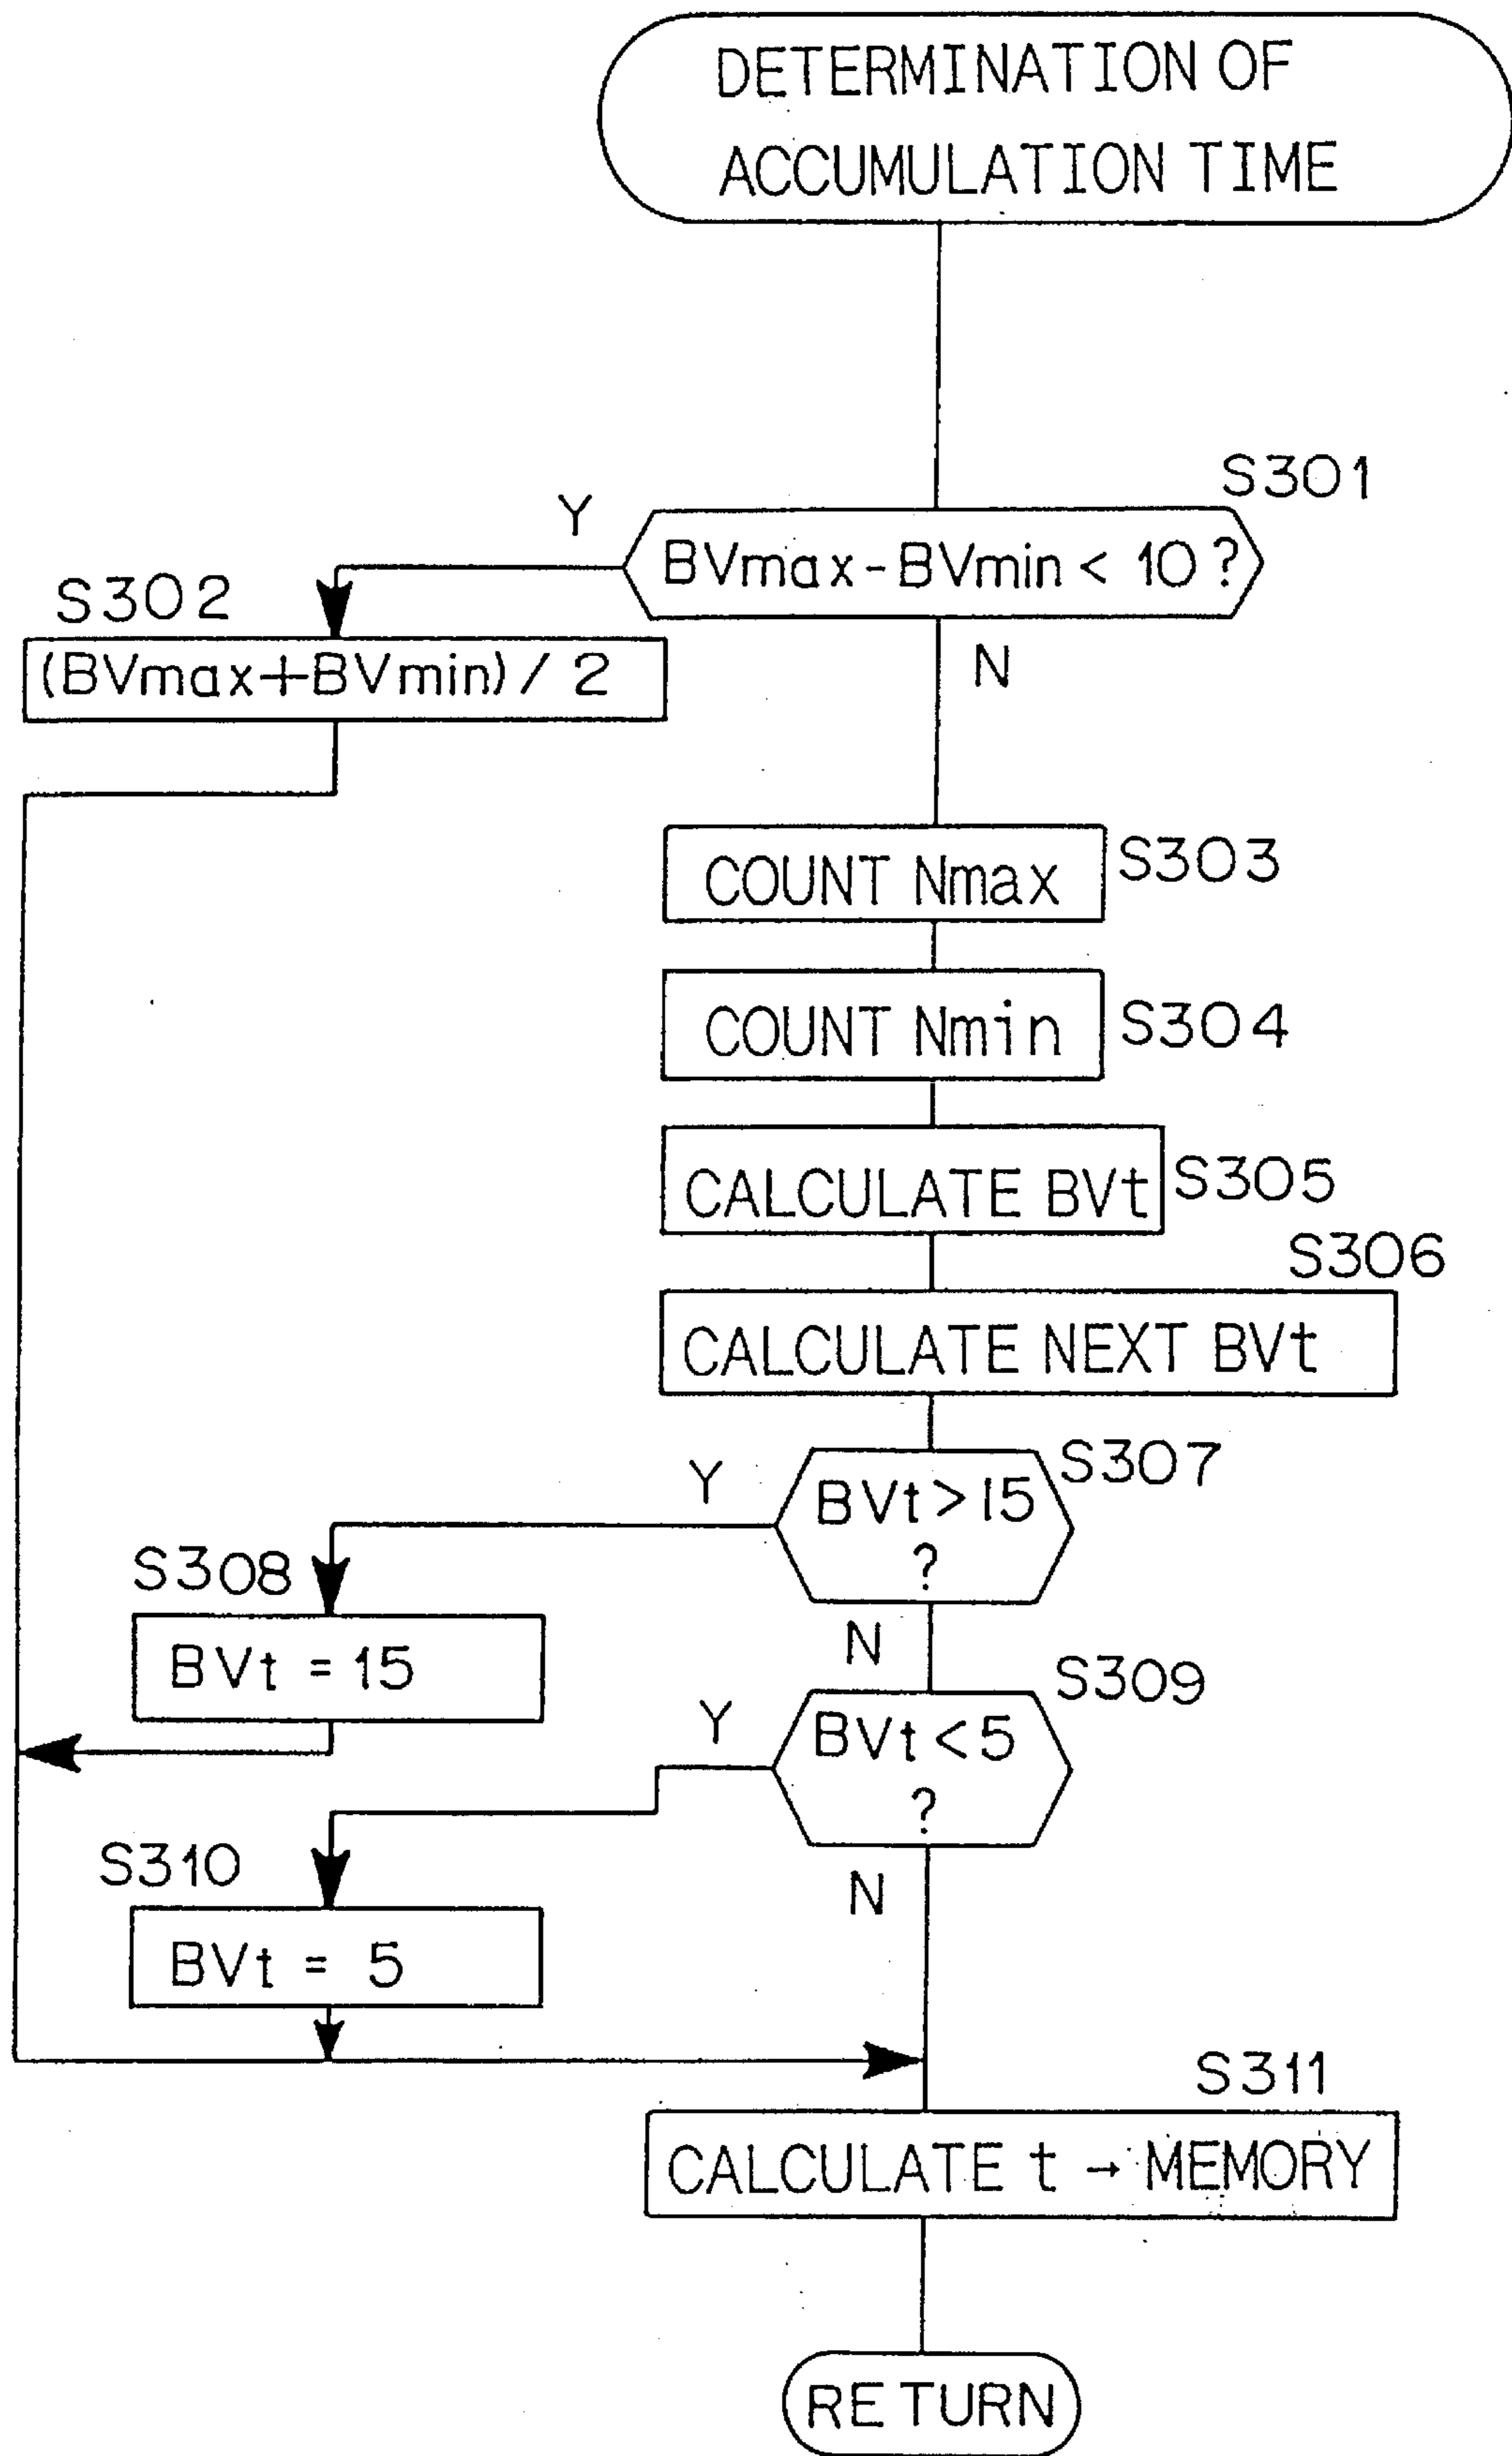 DETERMINATION OF
ACCUMULATION TIME
S301
Y
BVmax-BVmin < 10 ?
S302
(BVmax+BVmin) / 2
N
COUNT Nmax
S303
COUNT Nmin
S304
CALCULATE BVt
S305
S306
CALCULATE NEXT BVt
S307
Y
BVt > 15
?
S308
N
BVt = 15
S309
Y
BVt < 5
?
S310
N
BVt = 5
S311
CALCULATE t → MEMORY
RETURN